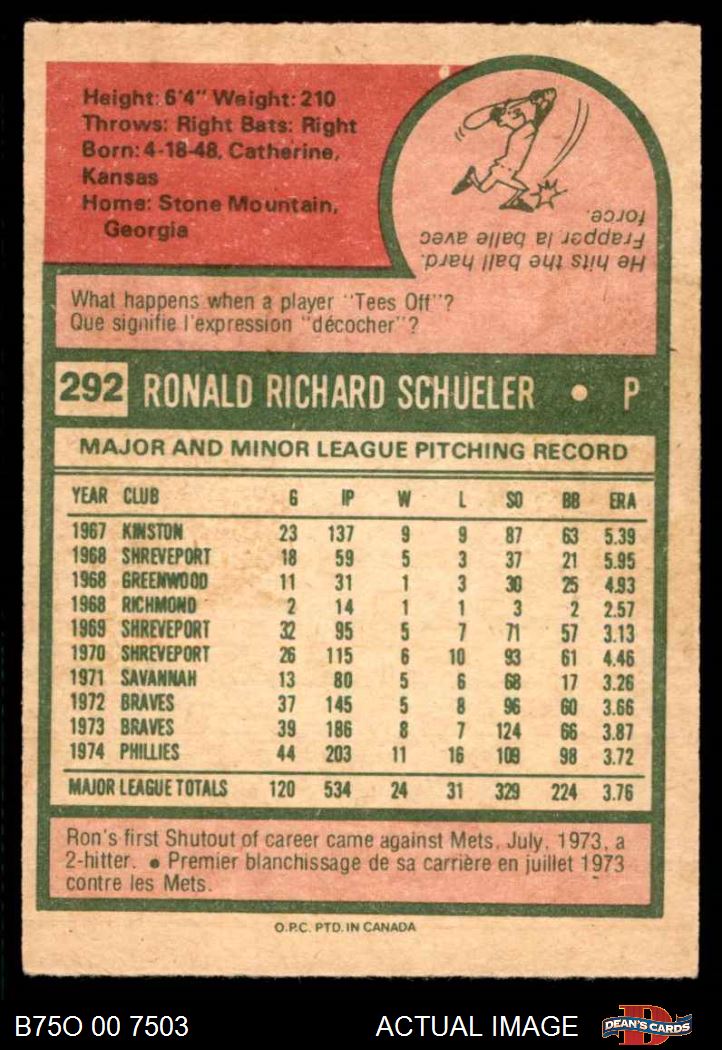 Height: 6'4" Weight: 210
Throws: Right Bats: Right
Born: 4-18-48, Catherine,
Kansas
Home: Stone Mountain,
Georgia
He hits the ball hard.
Frapper la balle avec
force.
What happens when a player "Tees Off"?
Que signifie l'expression "décocher"?
292 RONALD RICHARD SCHUELER • P
MAJOR AND MINOR LEAGUE PITCHING RECORD
YEAR CLUB G IP W L SO BB ERA
1967 KINSTON 23 137 9 9 87 63 5.39
1968 SHREVEPORT 18 59 5 3 37 21 5.95
1968 GREENWOOD 11 31 1 3 30 25 4.93
1968 RICHMOND 2 14 1 1 3 2 2.57
1969 SHREVEPORT 32 95 5 7 71 57 3.13
1970 SHREVEPORT 26 115 6 10 93 61 4.46
1971 SAVANNAH 13 80 5 6 68 17 3.26
1972 BRAVES 37 145 5 8 96 60 3.66
1973 BRAVES 39 186 8 7 124 66 3.87
1974 PHILLIES 44 203 11 16 109 98 3.72
MAJOR LEAGUE TOTALS 120 534 24 31 329 224 3.76
Ron's first Shutout of career came against Mets, July, 1973, a
2-hitter. • Premier blanchissage de sa carrière en juillet 1973
contre les Mets.
O.P.C. PTD. IN CANADA
B75O 00 7503 ACTUAL IMAGE D DEAN'S CARDS